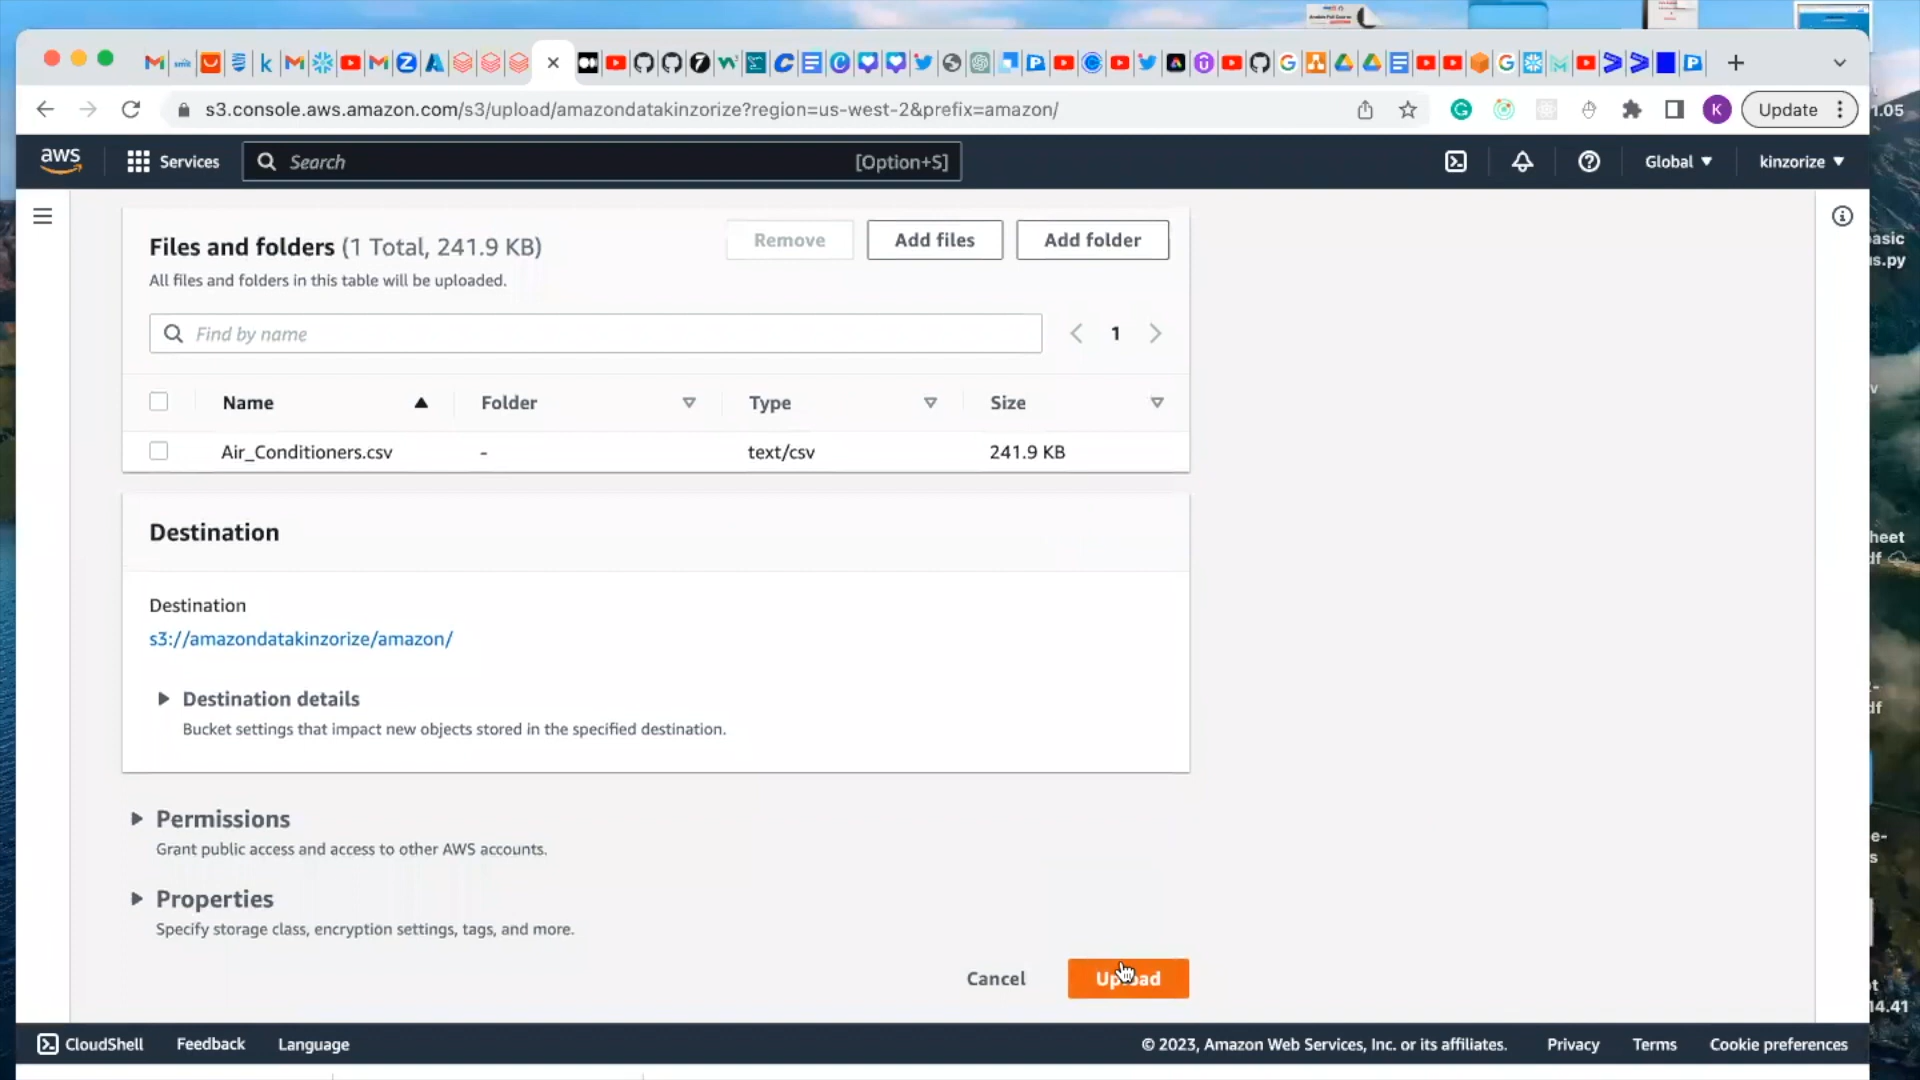 s3.console.aws.amazon.com/s3/upload/amazondatakinzorize?region=us-west-2&prefix=amazon/
K
Update
1.05
aws
Services
Search
[Option+S]
Global
kinzorize
Files and folders (1 Total, 241.9 KB)
All files and folders in this table will be uploaded.
Remove
Add files
Add folder
Find by name
1
Name
Folder
Type
Size
Air_Conditioners.csv
-
text/csv
241.9 KB
Destination
Destination
s3://amazondatakinzorize/amazon/
Destination details
Bucket settings that impact new objects stored in the specified destination.
Permissions
Grant public access and access to other AWS accounts.
Properties
Specify storage class, encryption settings, tags, and more.
Cancel
Upload
14.41
CloudShell
Feedback
Language
© 2023, Amazon Web Services, Inc. or its affiliates.
Privacy
Terms
Cookie preferences